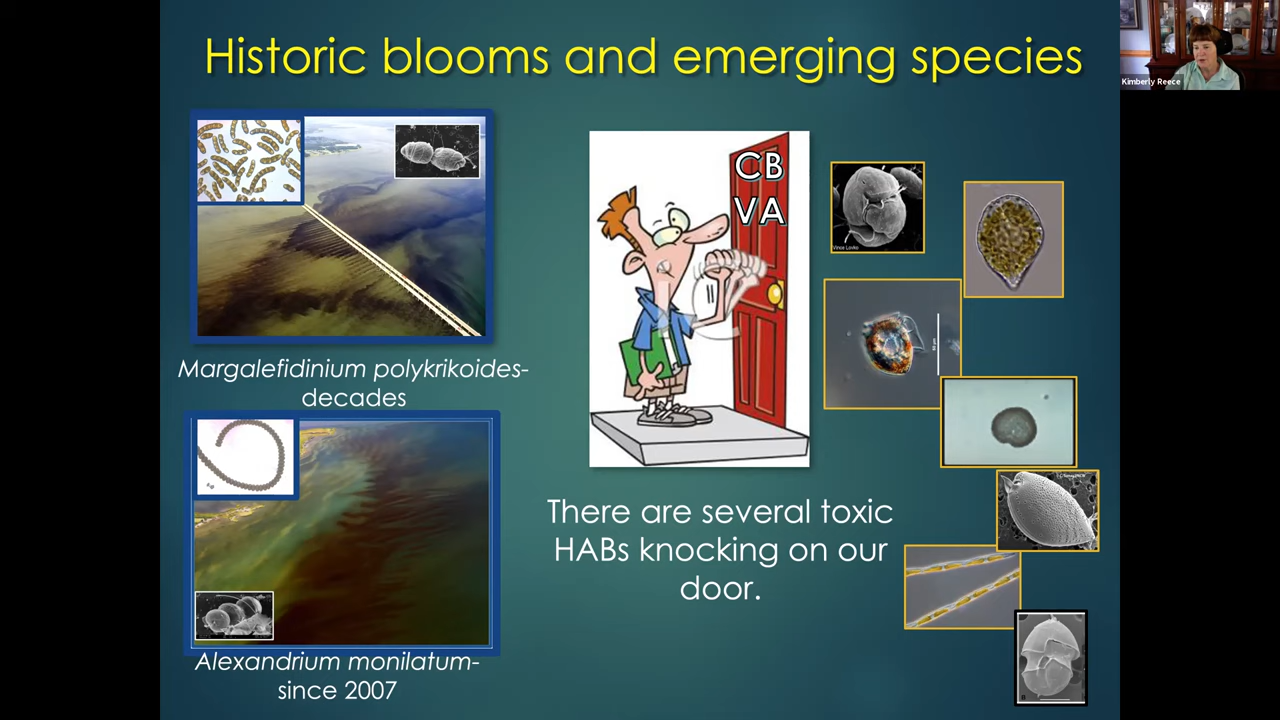 Historic blooms and emerging species
Kimberly Reece
CB
VA
Margalefidinium polykrikoides-
decades
There are several toxic
HABs knocking on our
door.
Alexandrium monilatum-
since 2007